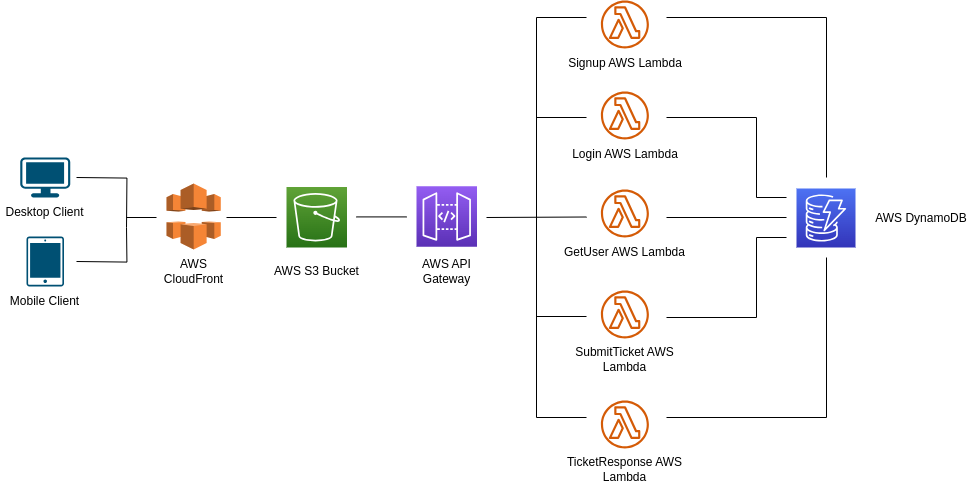 Signup AWS Lambda
Login AWS Lambda
Desktop Client
AWS DynamoDB
GetUser AWS Lambda
AWS
CloudFront
AWS S3 Bucket
AWS API
Gateway
Mobile Client
SubmitTicket AWS
Lambda
TicketResponse AWS
Lambda